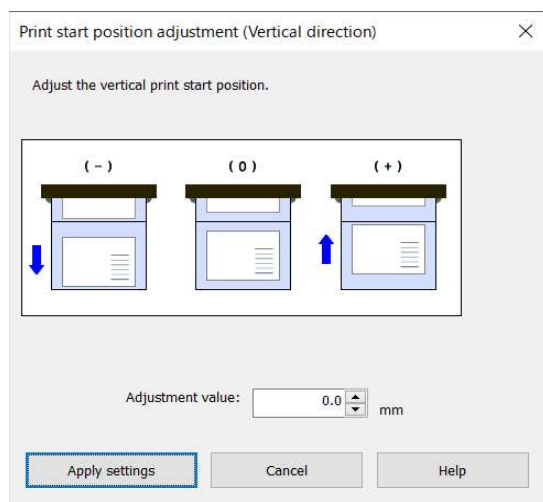 Print start position adjustment (Vertical direction)
Adjust the vertical print start position.
( - ) ( 0 ) ( + )
Adjustment value: 0.0 mm
Apply settings Cancel Help